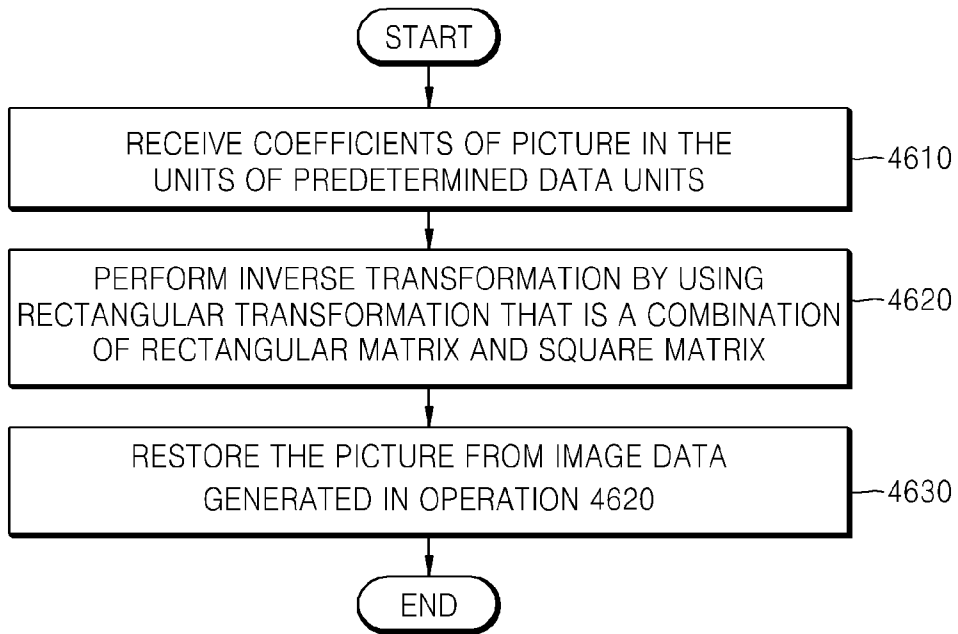 START
RECEIVE COEFFICIENTS OF PICTURE IN THE
UNITS OF PREDETERMINED DATA UNITS
4610
PERFORM INVERSE TRANSFORMATION BY USING
RECTANGULAR TRANSFORMATION THAT IS A COMBINATION
OF RECTANGULAR MATRIX AND SQUARE MATRIX
4620
RESTORE THE PICTURE FROM IMAGE DATA
GENERATED IN OPERATION 4620
4630
END